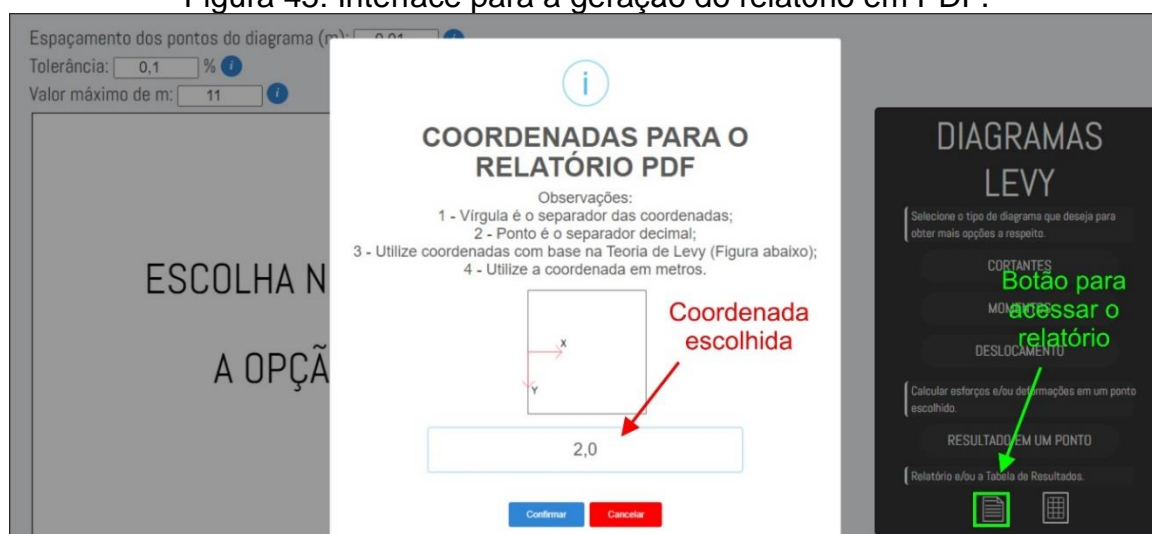 Figura 45: Interface para a geração do relatório em PDF.
Espaçamento dos pontos do diagrama (m): 0,01 i
Tolerância: 0,1 % i
Valor máximo de m: 11 i
ESCOLHA N
A OPÇÃ
i
COORDENADAS PARA O
RELATÓRIO PDF
Observações:
1 - Vírgula é o separador das coordenadas;
2 - Ponto é o separador decimal;
3 - Utilize coordenadas com base na Teoria de Levy (Figura abaixo);
4 - Utilize a coordenada em metros.
X
Y
Coordenada
escolhida
2,0
Confirmar Cancelar
DIAGRAMAS
LEVY
Selecione o tipo de diagrama que deseja para
obter mais opções a respeito.
CORTANTES
MOMENTOS
DESLOCAMENTO
Botão para
acessar o
relatório
Calcular esforços e/ou deformações em um ponto
escolhido.
RESULTADO EM UM PONTO
Relatório e/ou a Tabela de Resultados.